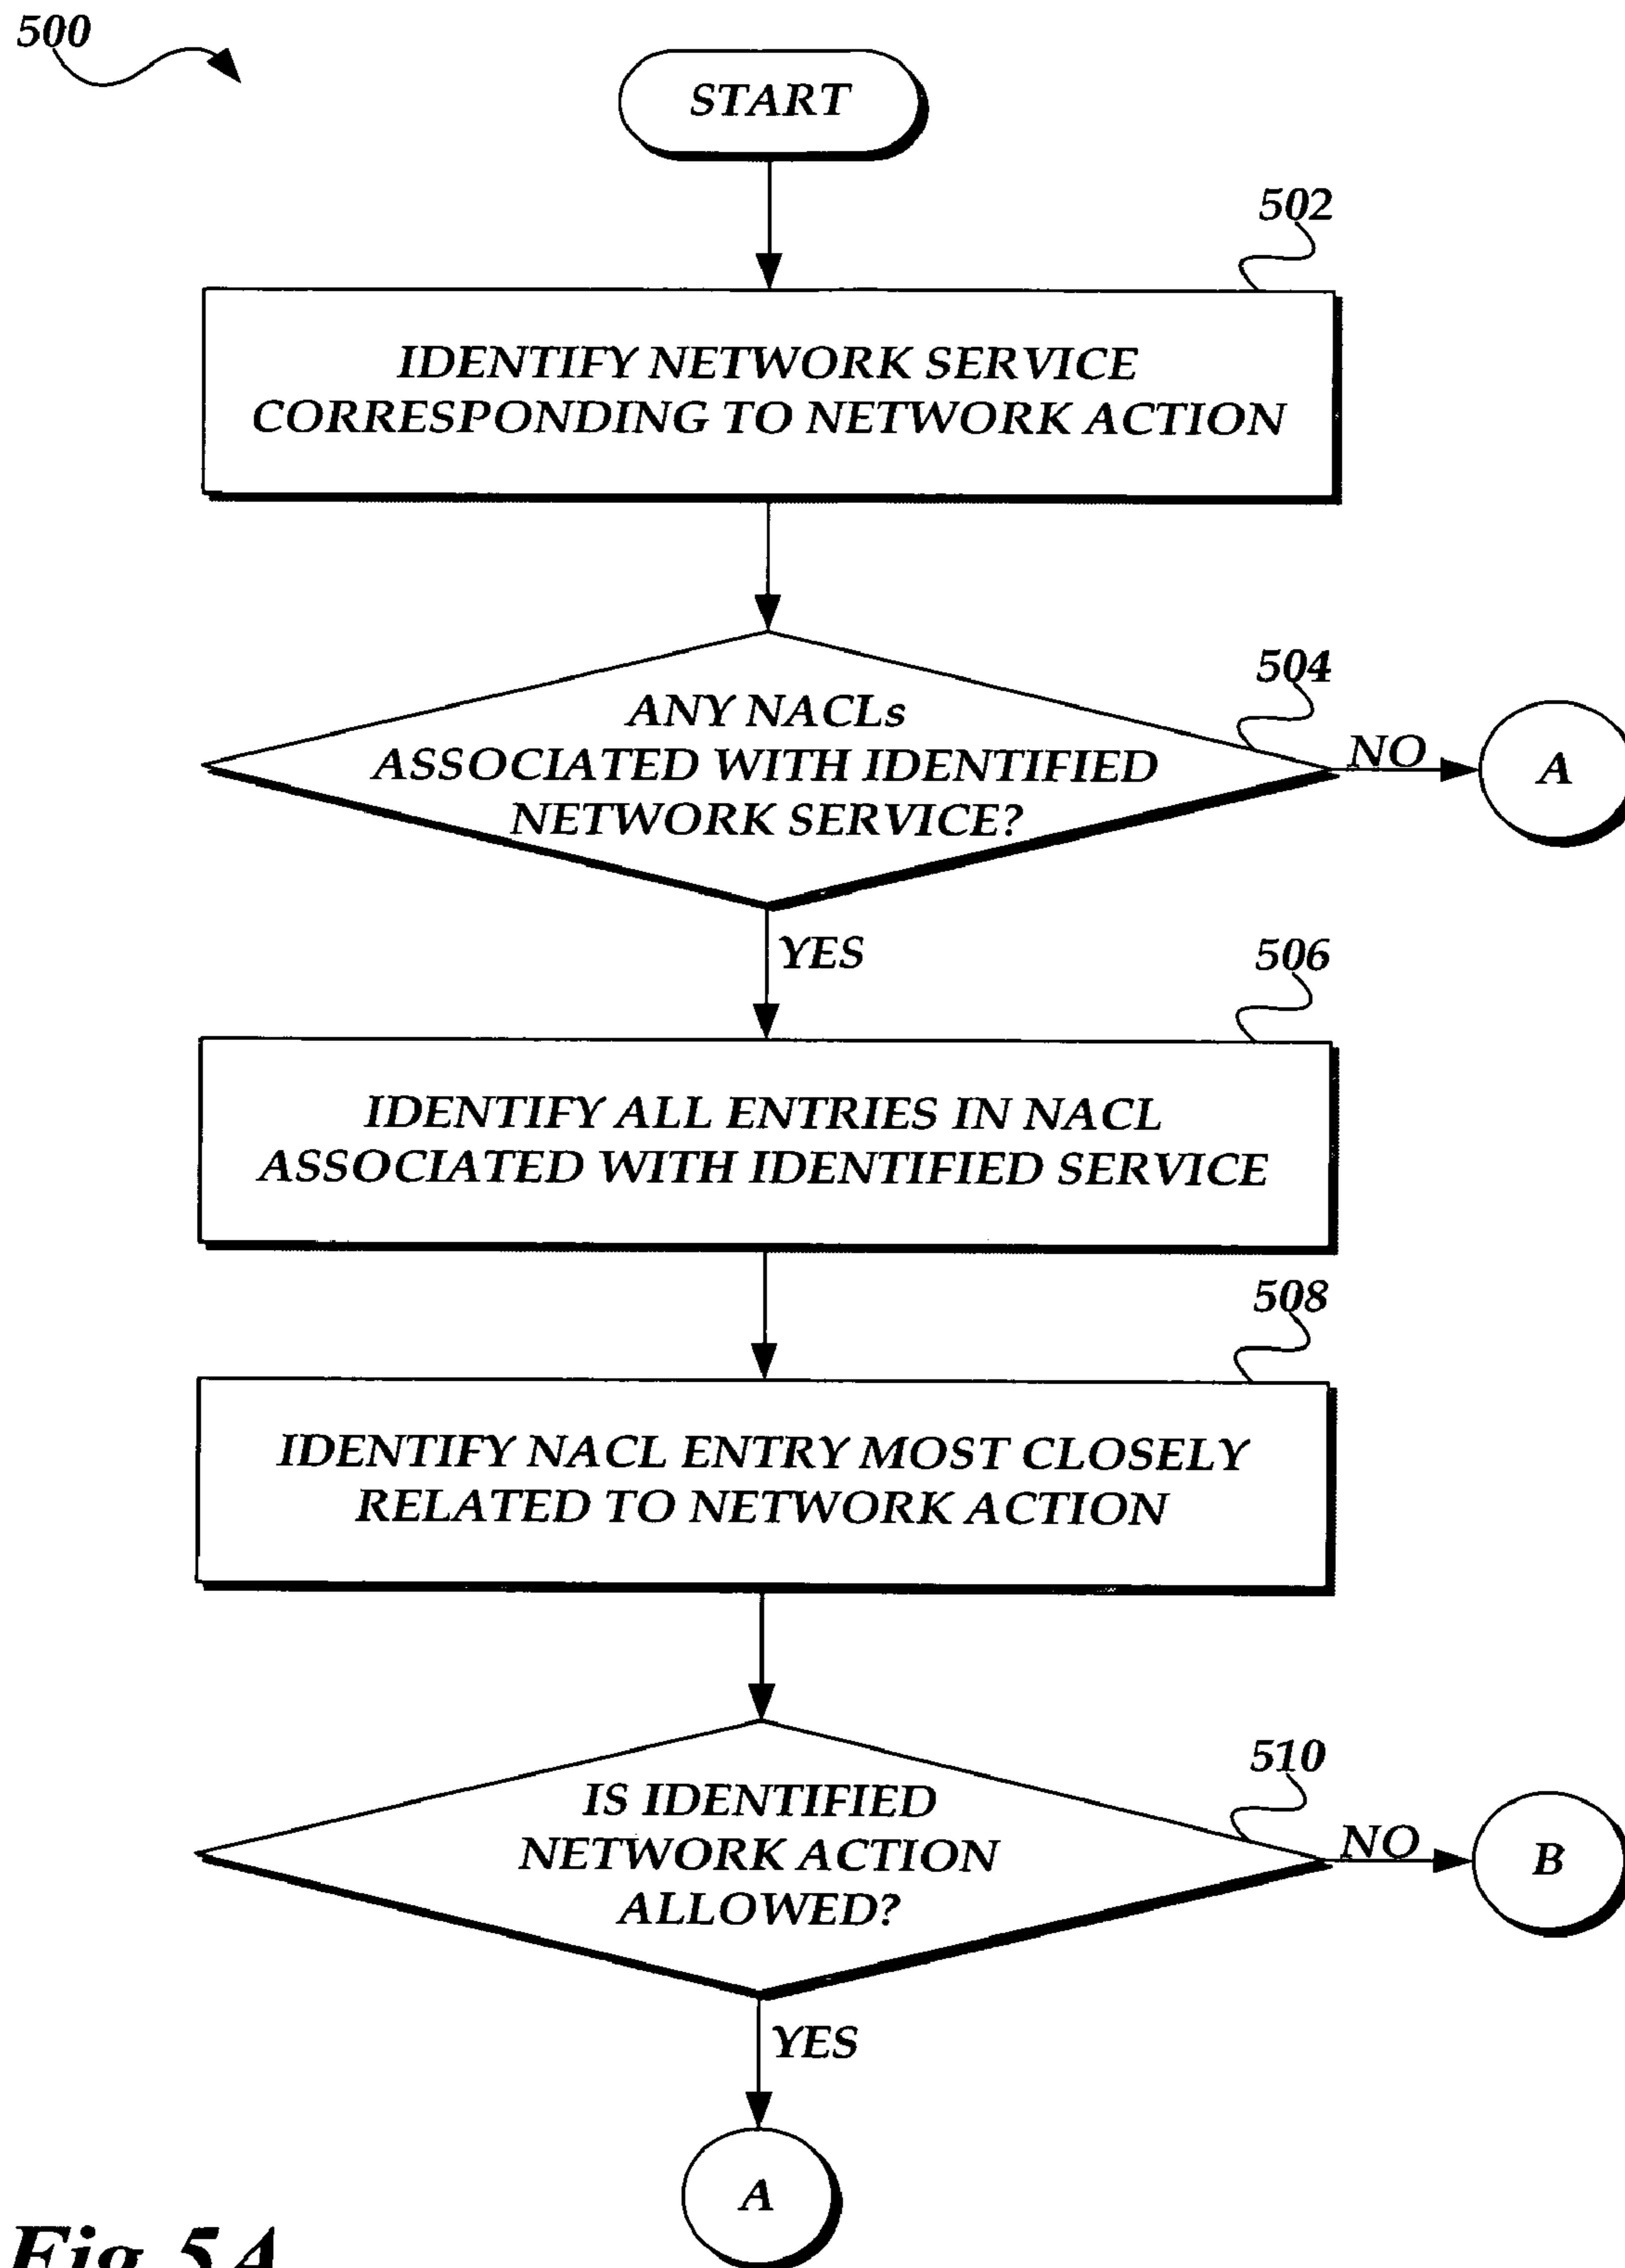 500
START
502
IDENTIFY NETWORK SERVICE
CORRESPONDING TO NETWORK ACTION
504
ANY NACLs
ASSOCIATED WITH IDENTIFIED
NETWORK SERVICE?
NO
A
YES
506
IDENTIFY ALL ENTRIES IN NACL
ASSOCIATED WITH IDENTIFIED SERVICE
508
IDENTIFY NACL ENTRY MOST CLOSELY
RELATED TO NETWORK ACTION
510
IS IDENTIFIED
NETWORK ACTION
ALLOWED?
NO
B
YES
A
Fig. 5A